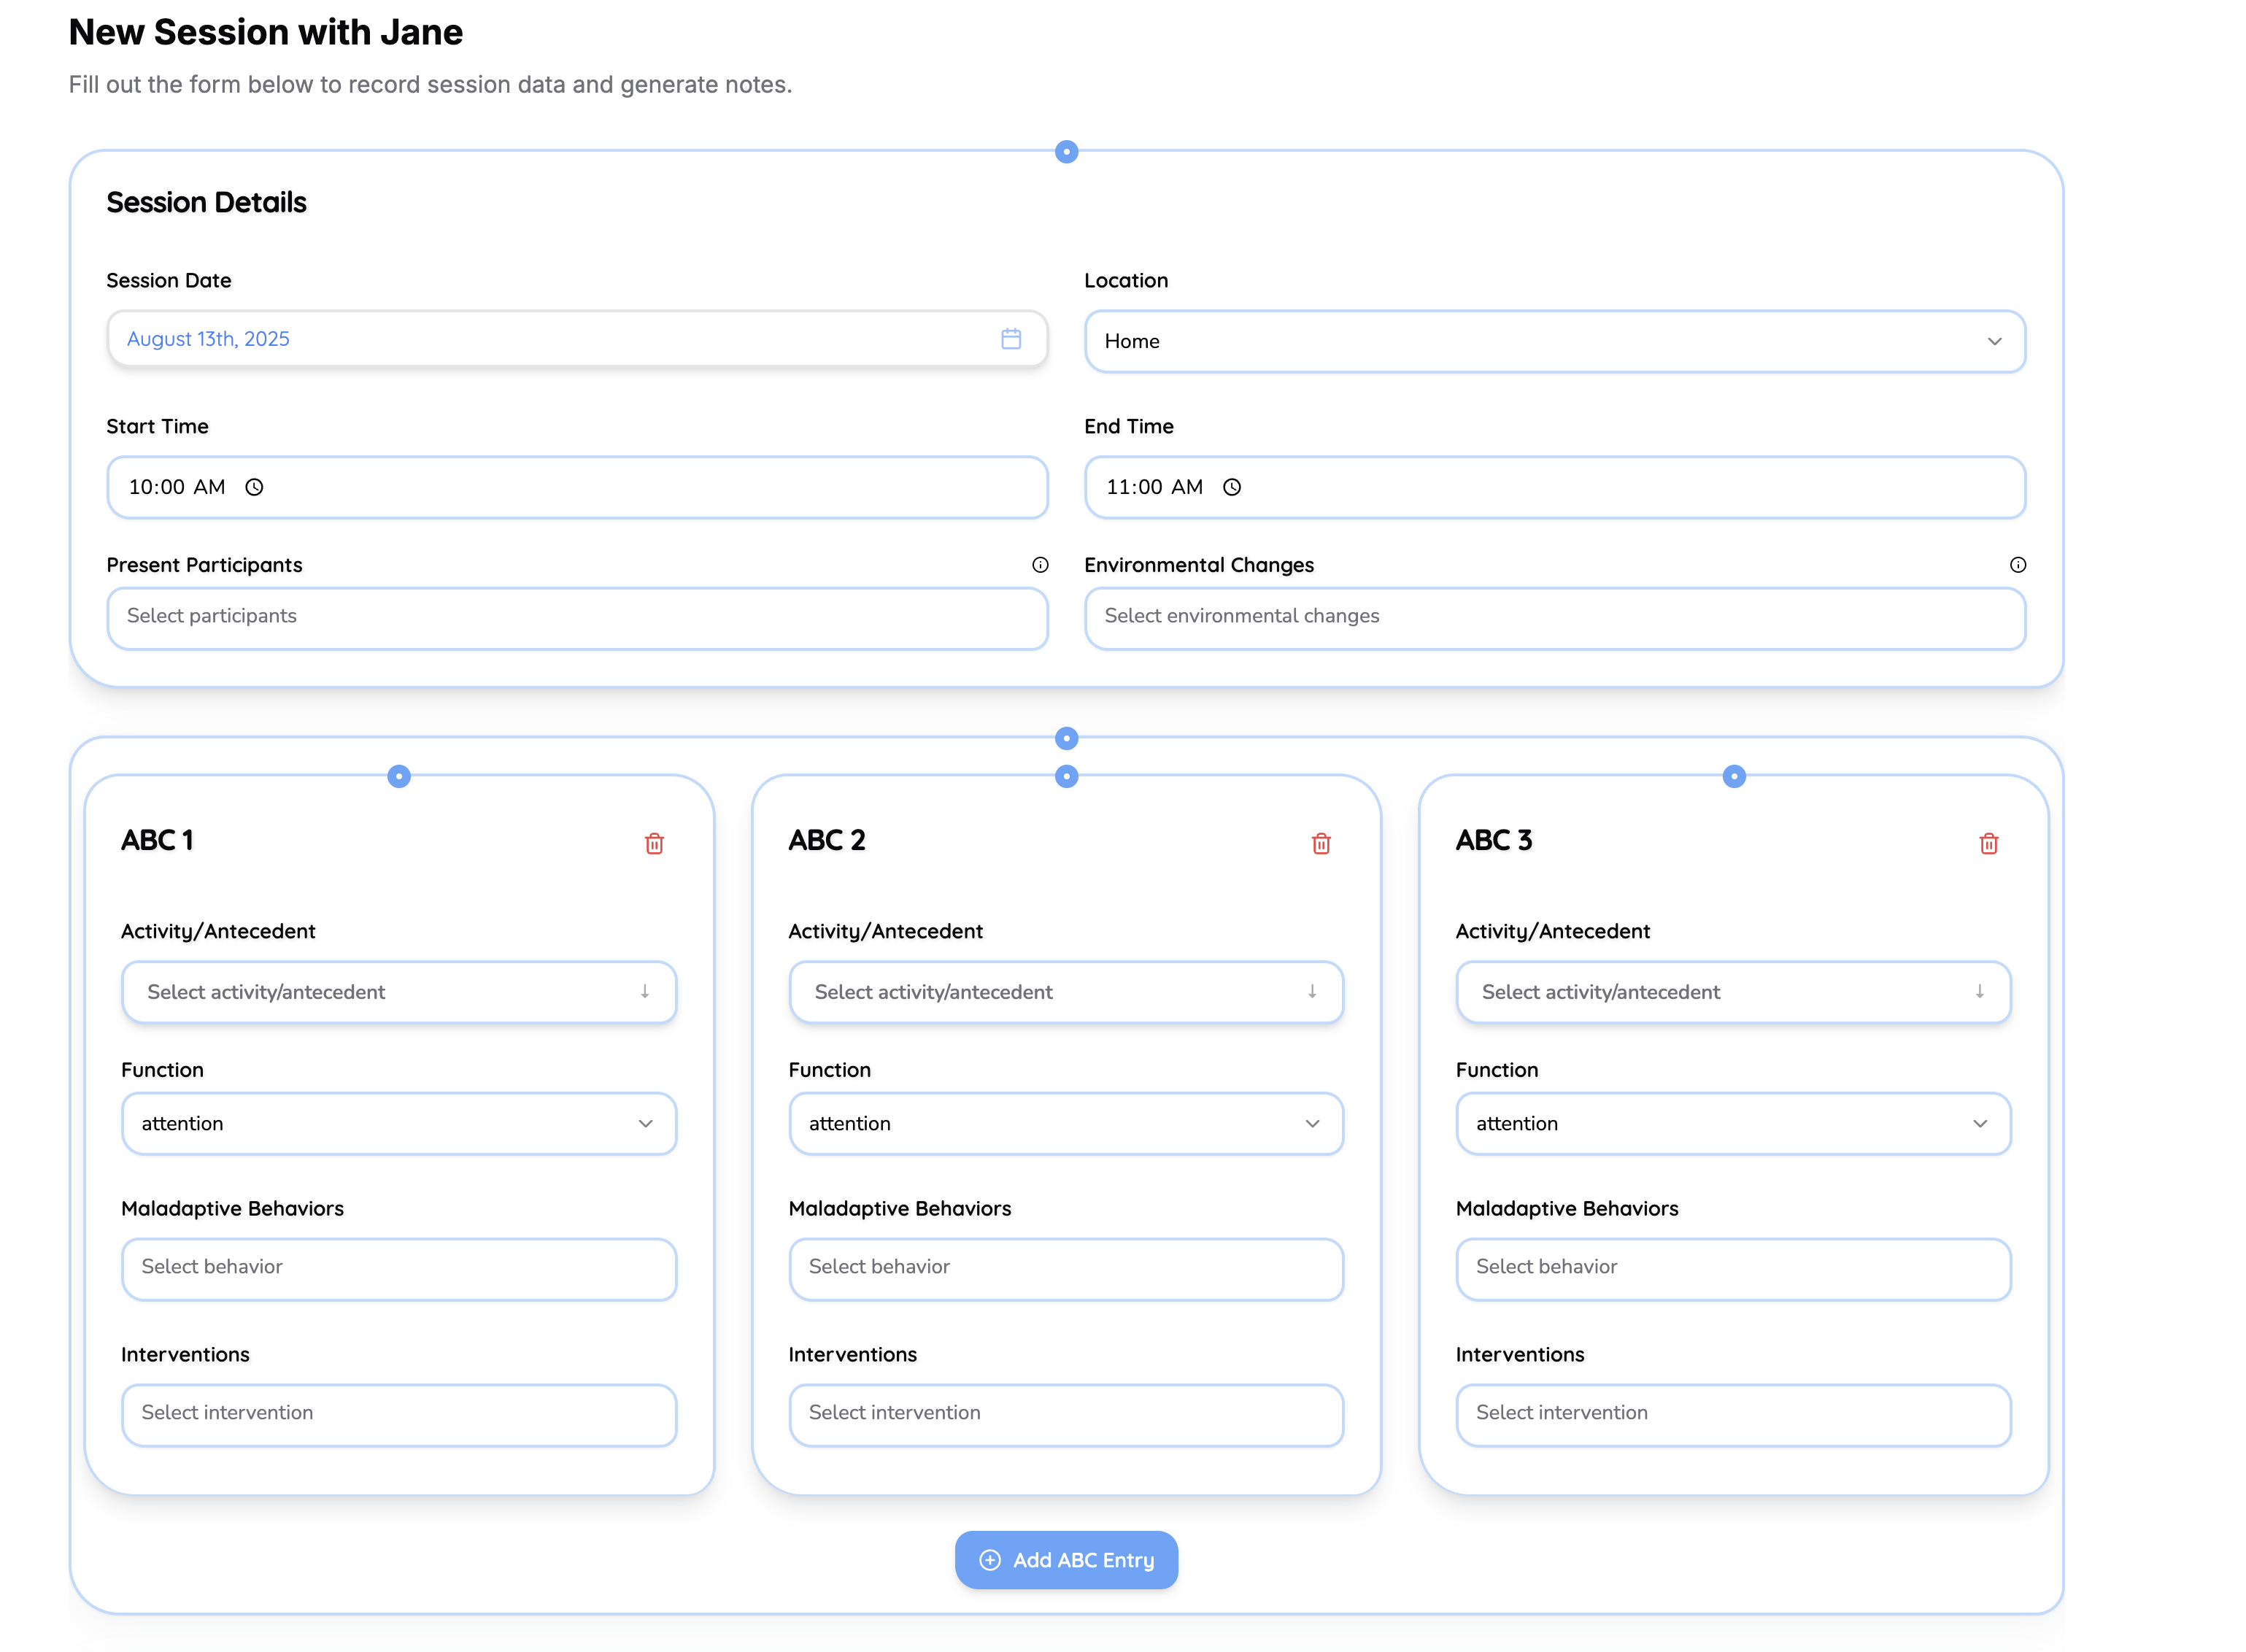 New Session with Jane
Fill out the form below to record session data and generate notes.
Session Details
Session Date
Location
August 13th, 2025
Home
Start Time
End Time
10:00 AM
11:00 AM
Present Participants
Environmental Changes
Select participants
Select environmental changes
ABC 1
Activity/Antecedent
Select activity/antecedent
Function
attention
Maladaptive Behaviors
Select behavior
Interventions
Select intervention
ABC 2
Activity/Antecedent
Select activity/antecedent
Function
attention
Maladaptive Behaviors
Select behavior
Interventions
Select intervention
ABC 3
Activity/Antecedent
Select activity/antecedent
Function
attention
Maladaptive Behaviors
Select behavior
Interventions
Select intervention
Add ABC Entry